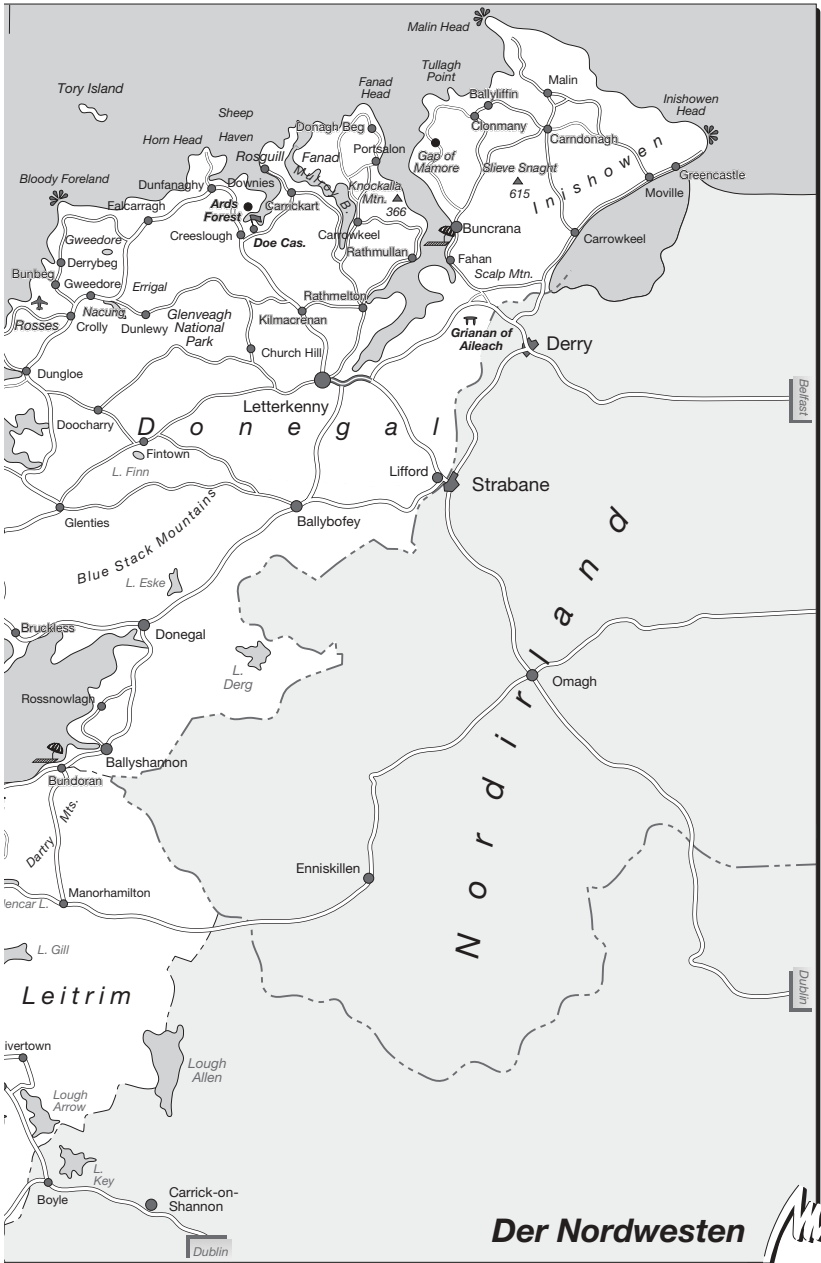 Malin Head
Tullagh
Point
Tory Island
Fanad
Head
Malin
Ballyliffin
Inishowen
Head
Sheep
Haven
Clonmany
Donagh Beg
Carndonagh
Horn Head
Rosguill
Fanad
Portsalon
Gap of
Mamore
Slieve Snaght
615
Inishowen
Greencastle
Bloody Foreland
Dunfanaghy
Downies
Mulroy B.
Knockalla
Mtn.
366
Moville
Falcarragh
Ards
Forest
Carrickart
Buncrana
Gweedore
Creeslough
Doe Cas.
Carrowkeel
Carrowkeel
Rathmullan
Derrybeg
Fahan
Bunbeg
Scalp Mtn.
Gweedore
Errigal
Rathmelton
Nacung
Rosses
Crolly
Dunlewy
Glenveagh
National
Park
Kilmacrenan
Grianan of
Aileach
Derry
Church Hill
Dungloe
Letterkenny
Belfast
Doocharry
Donegal
Fintown
L. Finn
Lifford
Strabane
Glenties
Ballybofey
Blue Stack Mountains
L. Eske
Nordirland
Bruckless
Donegal
L.
Derg
Omagh
Rossnowlagh
Ballyshannon
Bundoran
Dartry Mts.
Enniskillen
Manorhamilton
lencar L.
L. Gill
Leitrim
Dublin
ivertown
Lough
Allen
Lough
Arrow
L.
Key
Boyle
Carrick-on-
Shannon
Dublin
Der Nordwesten